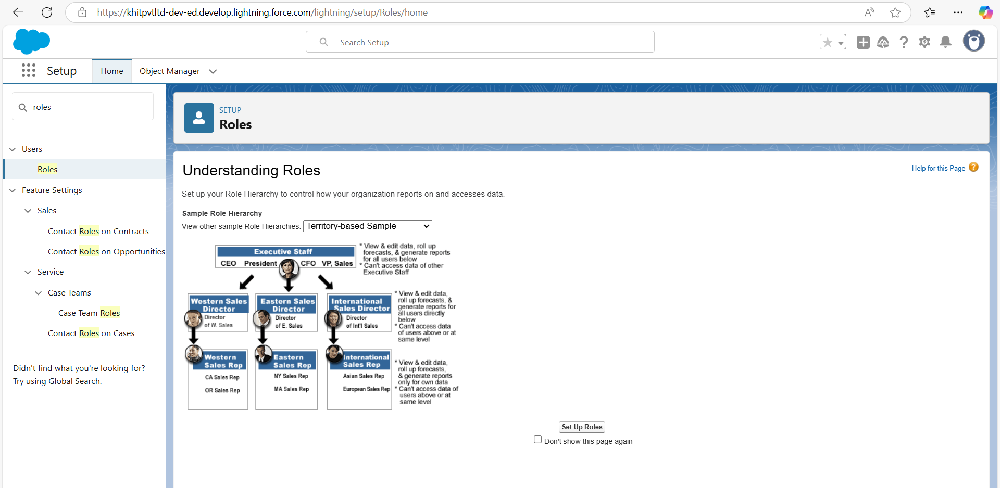 https://khitpvtltd-dev-ed.develop.lightning.force.com/lightning/setup/Roles/home
Search Setup
Setup
Home
Object Manager
roles
Users
Roles
Feature Settings
Sales
Contact Roles on Contracts
Contact Roles on Opportunities
Service
Case Teams
Case Team Roles
Contact Roles on Cases
Didn't find what you're looking for?
Try using Global Search.
SETUP
Roles
Understanding Roles
Help for this Page ?
Set up your Role Hierarchy to control how your organization reports on and accesses data.
Sample Role Hierarchy
View other sample Role Hierarchies: Territory-based Sample
Executive Staff
CEO President CFO VP, Sales
* View & edit data, roll up
forecasts, & generate reports
for all users below
* Can't access data of other
Executive Staff
Western Sales
Director
Director
of W. Sales
Eastern Sales
Director
Director
of E. Sales
International
Sales Director
Director
of Int'l Sales
* View & edit data,
roll up forecasts, &
generate reports for
all users directly
below
* Can't access data
of users above or at
same level
Western
Sales Rep
CA Sales Rep
OR Sales Rep
Eastern
Sales Rep
NY Sales Rep
MA Sales Rep
International
Sales Rep
Asian Sales Rep
European Sales Rep
* View & edit data,
roll up forecasts,
& generate reports
only for own data
* Can't access data of
users above or at
same level
Set Up Roles
Don't show this page again